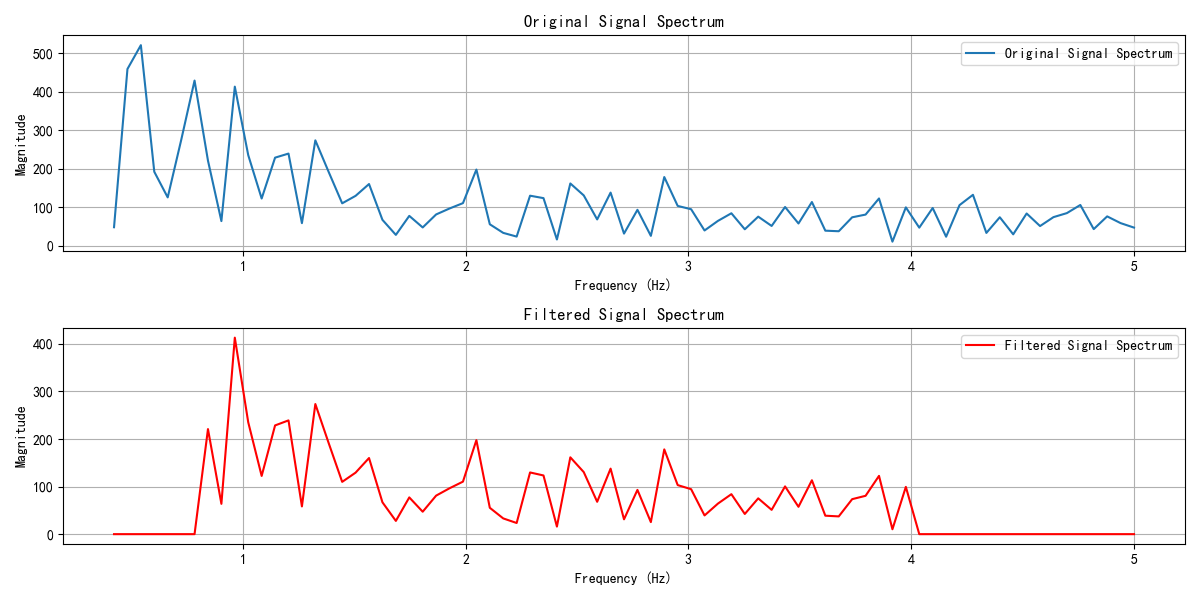 Original Signal Spectrum
Original Signal Spectrum
500
400
300
200
100
0
Magnitude
1 2 3 4 5
Frequency (Hz)
Filtered Signal Spectrum
Filtered Signal Spectrum
400
300
200
100
0
Magnitude
1 2 3 4 5
Frequency (Hz)